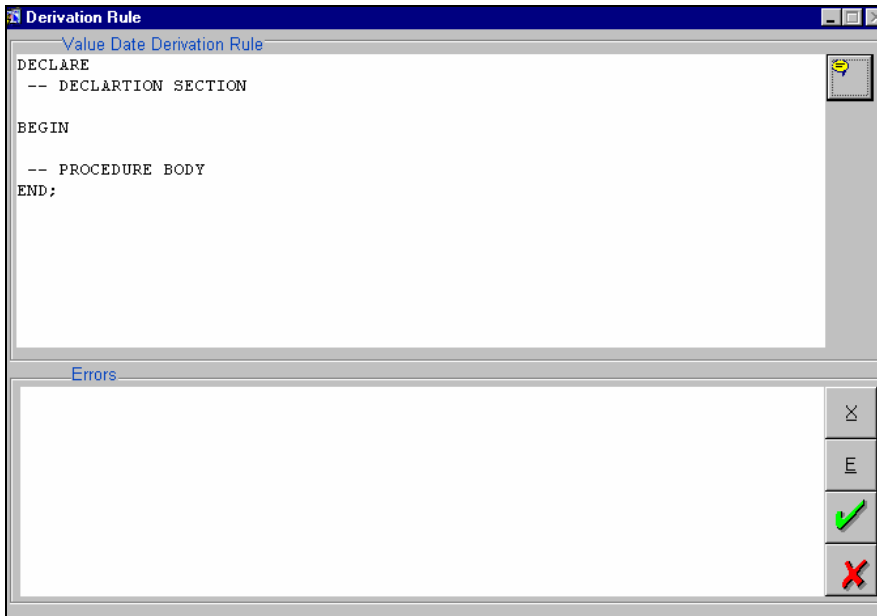 Derivation Rule
Value Date Derivation Rule
DECLARE
-- DECLARTION SECTION
BEGIN
-- PROCEDURE BODY
END;
Errors
X
E